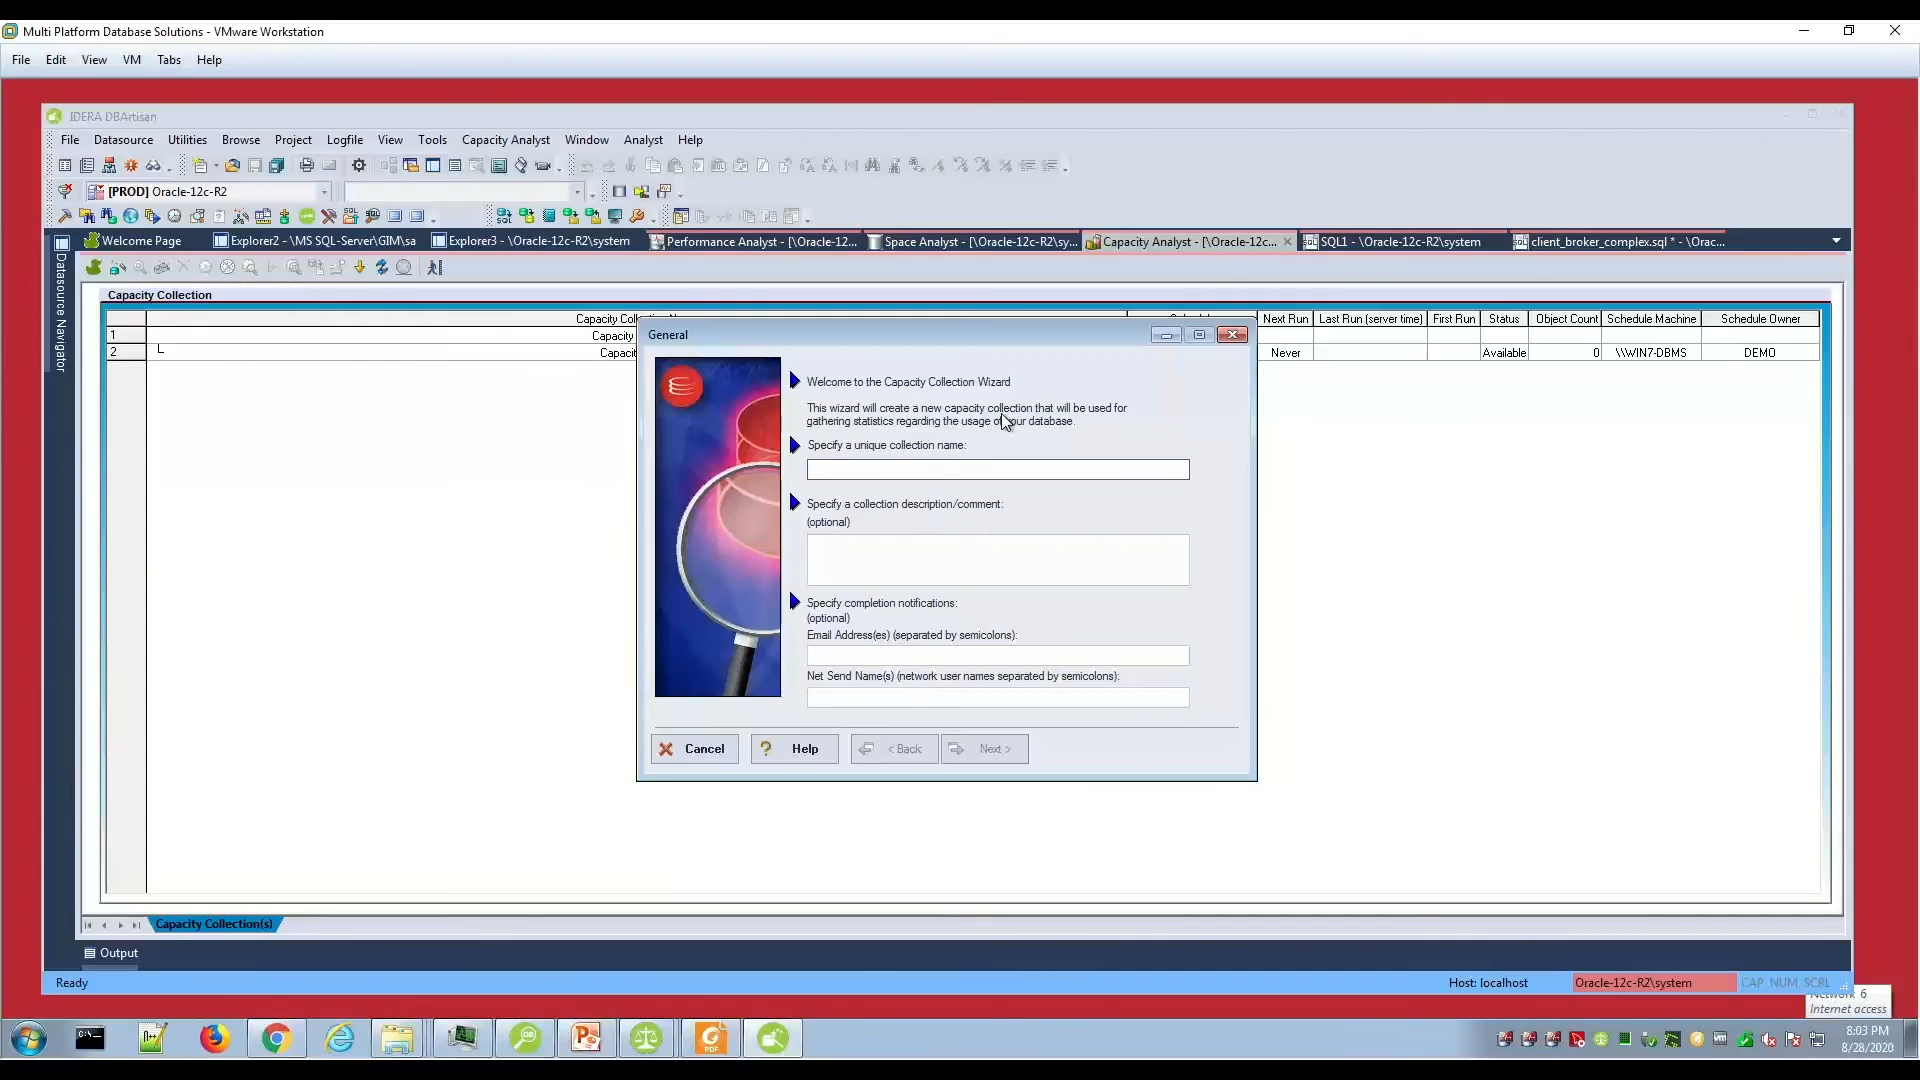 Multi Platform Database Solutions - VMware Workstation
File Edit View VM Tabs Help
IDERA DBArtisan
File Datasource Utilities Browse Project Logfile View Tools Capacity Analyst Window Analyst Help
[PROD] Oracle-12c-R2
Welcome Page Explorer2 - \MS SQL-Server\GIM\sa Explorer3 - \Oracle-12c-R2\system Performance Analyst - [\Oracle-12... Space Analyst - [\Oracle-12c-R2\sy... Capacity Analyst - [\Oracle-12c... SQL1 - \Oracle-12c-R2\system client_broker_complex.sql * - \Orac...
Datasource Navigator
Capacity Collection
Capacity Next Run Last Run (server time) First Run Status Object Count Schedule Machine Schedule Owner
1 Capacity
2 Never Available 0 \\WIN7-DBMS DEMO
General
Welcome to the Capacity Collection Wizard
This wizard will create a new capacity collection that will be used for
gathering statistics regarding the usage of your database.
Specify a unique collection name:
Specify a collection description/comment:
(optional)
Specify completion notifications:
(optional)
Email Address(es) (separated by semicolons):
Net Send Name(s) (network user names separated by semicolons):
Cancel Help < Back Next >
Capacity Collection(s)
Output
Ready Host: localhost Oracle-12c-R2\system CAP NUM SCRL
Network 6
Internet access
8:03 PM
8/28/2020